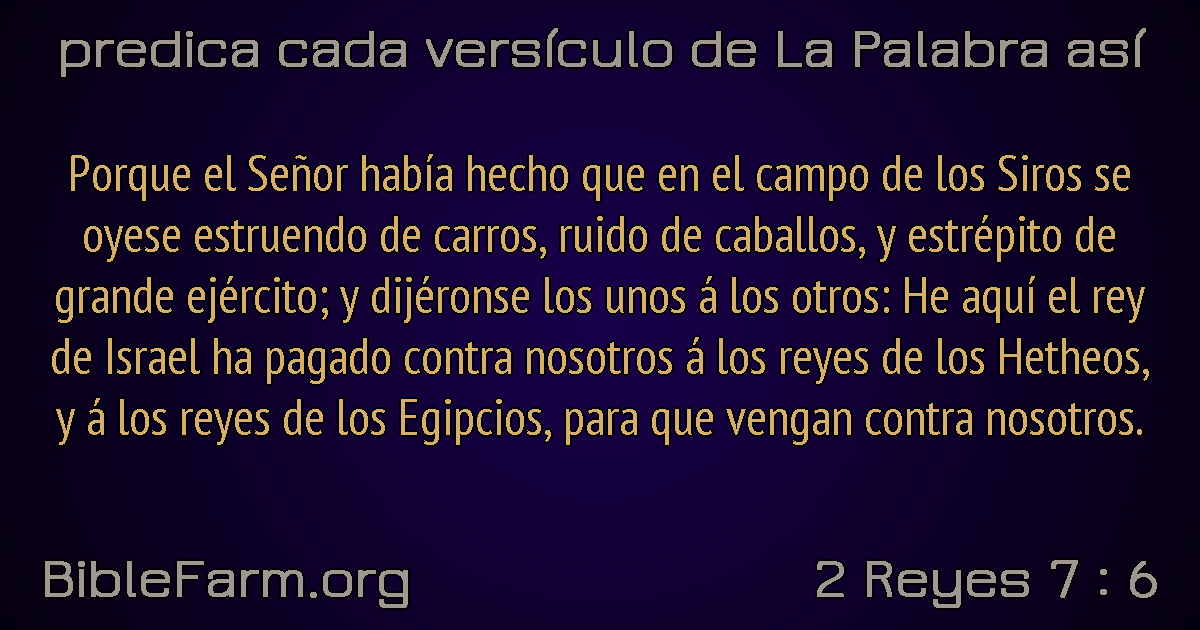 predica cada versículo de La Palabra así
Porque el Señor había hecho que en el campo de los Siros se
oyese estruendo de carros, ruido de caballos, y estrépito de
grande ejército; y dijéronse los unos á los otros: He aquí el rey
de Israel ha pagado contra nosotros á los reyes de los Hetheos,
y á los reyes de los Egipcios, para que vengan contra nosotros.
BibleFarm.org
2 Reyes 7 : 6